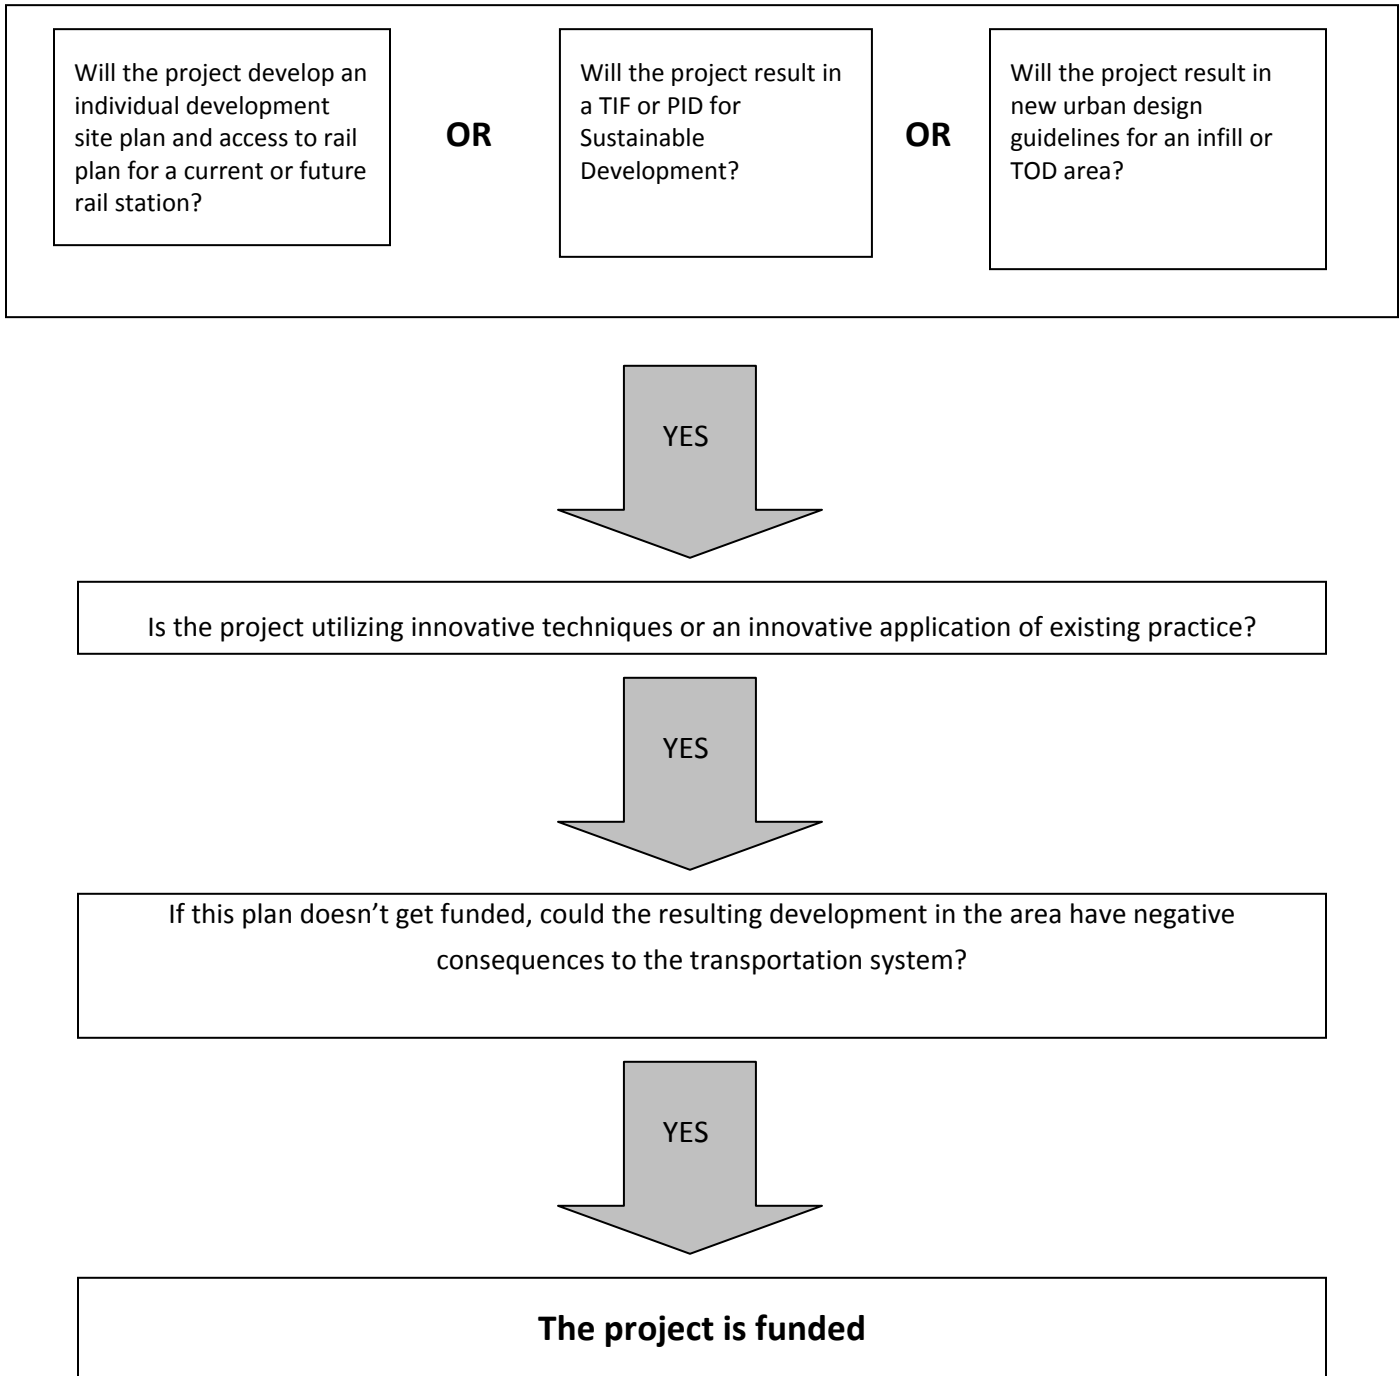 Will the project develop an
individual development
site plan and access to rail
plan for a current or future
rail station?
OR
Will the project result in
a TIF or PID for
Sustainable
Development?
OR
Will the project result in
new urban design
guidelines for an infill or
TOD area?
YES
Is the project utilizing innovative techniques or an innovative application of existing practice?
YES
If this plan doesn’t get funded, could the resulting development in the area have negative
consequences to the transportation system?
YES
The project is funded